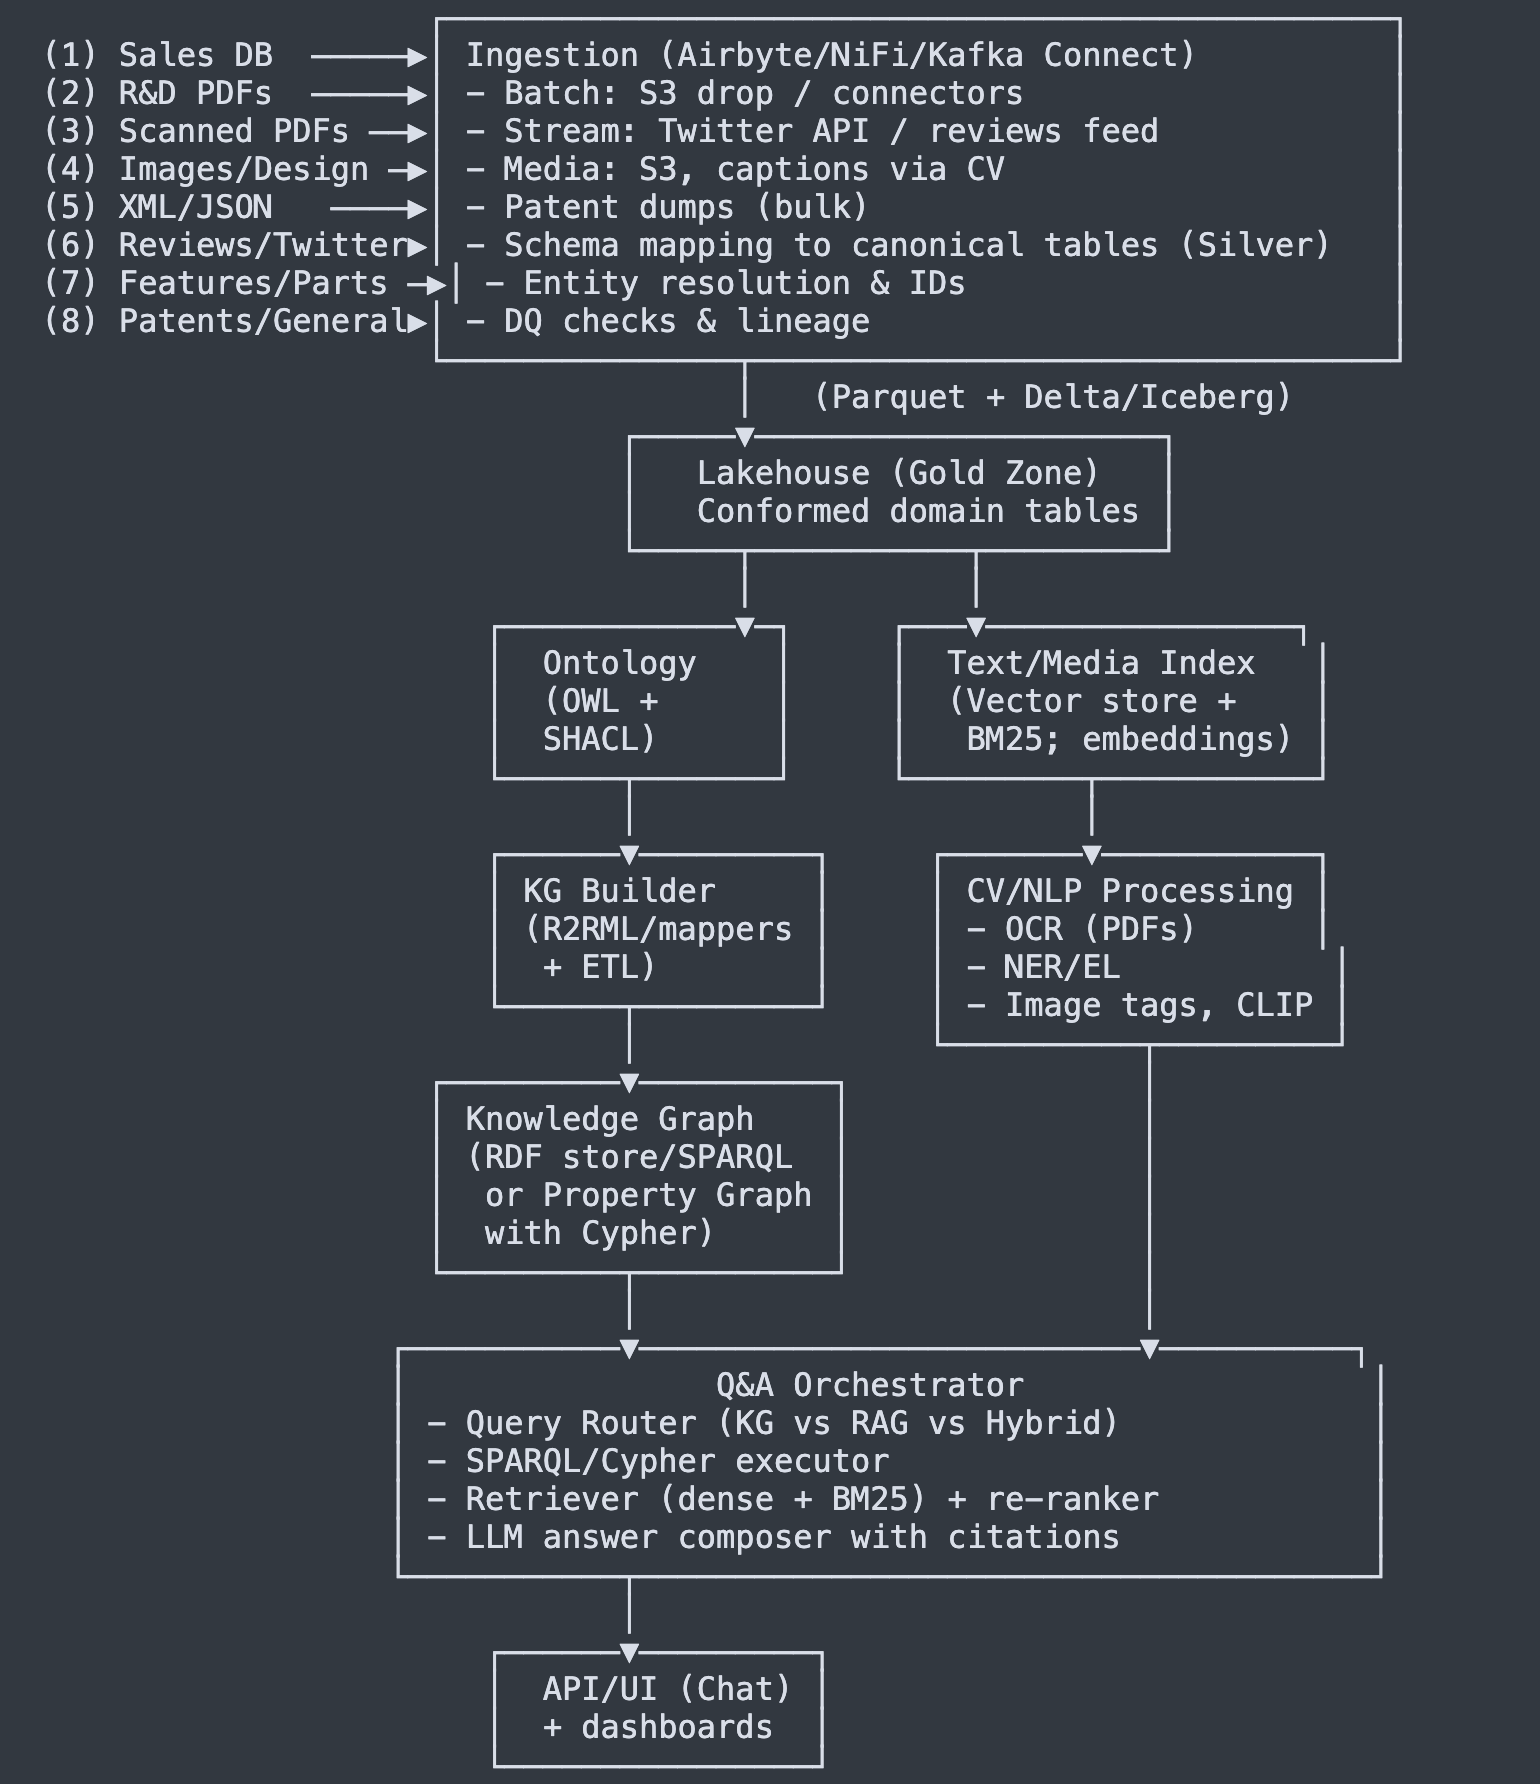 (1) Sales DB
(2) R&D PDFs
(3) Scanned PDFs
(4) Images/Design
(5) XML/JSON
(6) Reviews/Twitter
(7) Features/Parts
(8) Patents/General
Ingestion (Airbyte/NiFi/Kafka Connect)
- Batch: S3 drop / connectors
- Stream: Twitter API / reviews feed
- Media: S3, captions via CV
- Patent dumps (bulk)
- Schema mapping to canonical tables (Silver)
- Entity resolution & IDs
- DQ checks & lineage
(Parquet + Delta/Iceberg)
Lakehouse (Gold Zone)
Conformed domain tables
Ontology
(OWL +
SHACL)
Text/Media Index
(Vector store +
BM25; embeddings)
KG Builder
(R2RML/mappers
+ ETL)
CV/NLP Processing
- OCR (PDFs)
- NER/EL
- Image tags, CLIP
Knowledge Graph
(RDF store/SPARQL
or Property Graph
with Cypher)
Q&A Orchestrator
- Query Router (KG vs RAG vs Hybrid)
- SPARQL/Cypher executor
- Retriever (dense + BM25) + re-ranker
- LLM answer composer with citations
API/UI (Chat)
+ dashboards